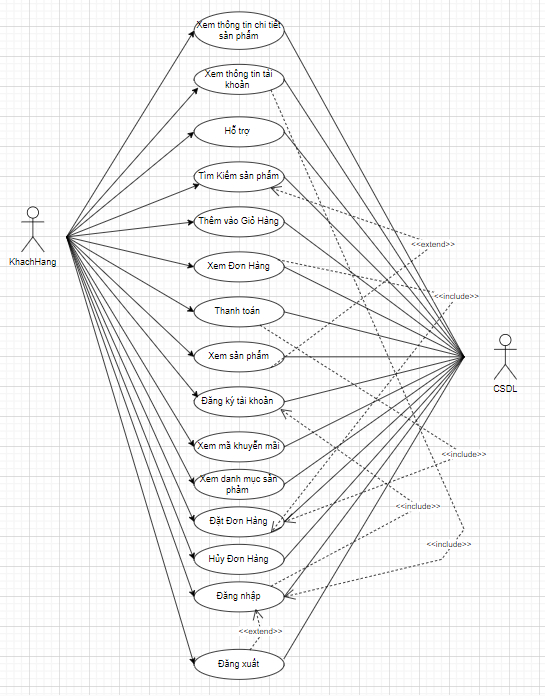 Xem thông tin chi tiết
sản phẩm
Xem thông tin tài
khoản
Hỗ trợ
Tìm Kiếm sản phẩm
Thêm vào Giỏ Hàng
<<extend>>
KhachHang
Xem Đơn Hàng
<<include>>
Thanh toán
Xem sản phẩm
CSDL
Đăng ký tài khoản
Xem mã khuyến mãi
<<include>>
Xem danh mục sản
phảm
<<include>>
Đặt Đơn Hàng
<<include>>
Hủy Đơn Hàng
Đăng nhập
<<extend>>
Đăng xuất